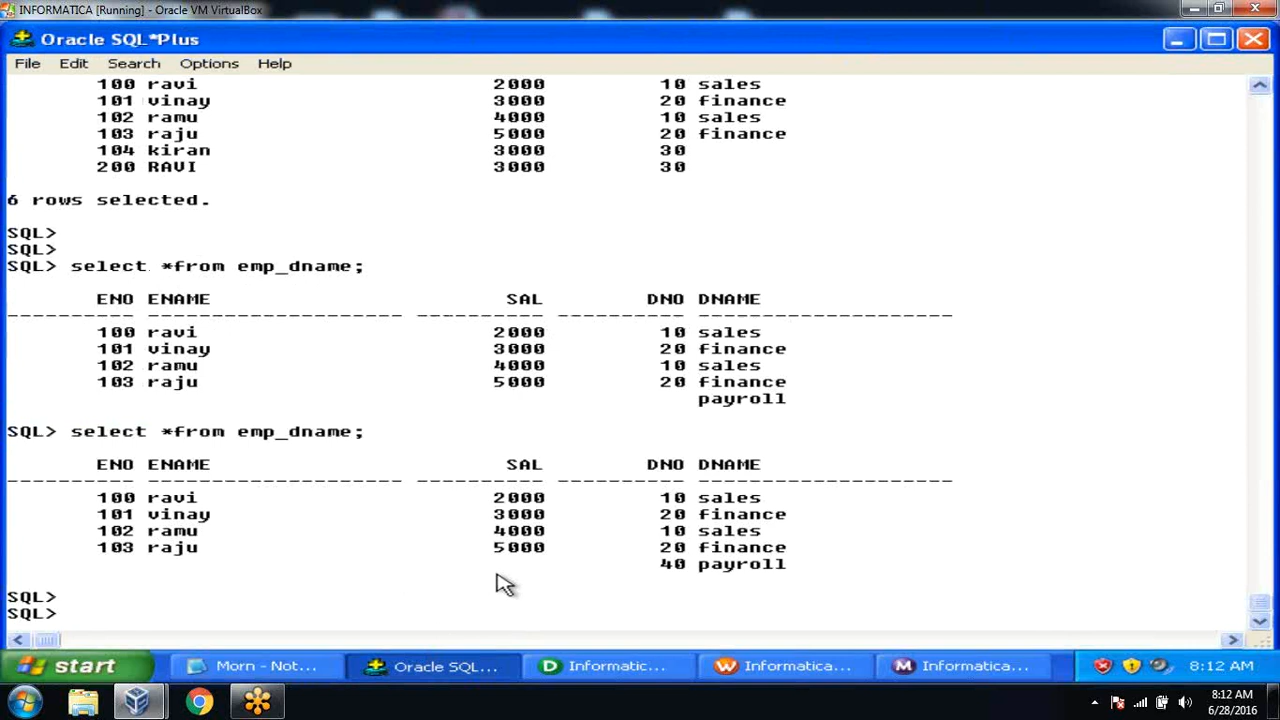 INFORMATICA [Running] - Oracle VM VirtualBox
Oracle SQL*Plus
File Edit Search Options Help
100 ravi 2000 10 sales
101 vinay 3000 20 finance
102 ramu 4000 10 sales
103 raju 5000 20 finance
104 kiran 3000 30
200 RAVI 3000 30
6 rows selected.
SQL>
SQL>
SQL> select *from emp_dname;
ENO ENAME SAL DNO DNAME
---------- -------------------- ---------- ---------- --------------------
100 ravi 2000 10 sales
101 vinay 3000 20 finance
102 ramu 4000 10 sales
103 raju 5000 20 finance
payroll
SQL> select *from emp_dname;
ENO ENAME SAL DNO DNAME
---------- -------------------- ---------- ---------- --------------------
100 ravi 2000 10 sales
101 vinay 3000 20 finance
102 ramu 4000 10 sales
103 raju 5000 20 finance
40 payroll
SQL>
SQL>
start Morn - Not... Oracle SQL... D Informatic... W Informatica... M Informatica... 8:12 AM
8:12 AM
6/28/2016